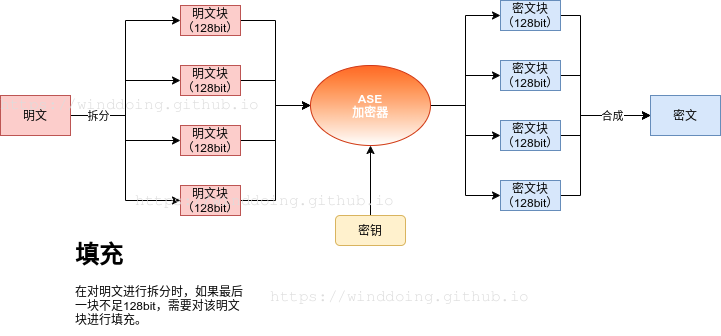 明文
拆分
明文块
（128bit）
明文块
（128bit）
明文块
（128bit）
明文块
（128bit）
ASE
加密器
密钥
密文块
（128bit）
密文块
（128bit）
密文块
（128bit）
密文块
（128bit）
合成
密文
填充
在对明文进行拆分时，如果最后
一块不足128bit，需要对该明文
块进行填充。
//winddoing.github.io
https://winddoing.github.io
https://winddoing.github.io